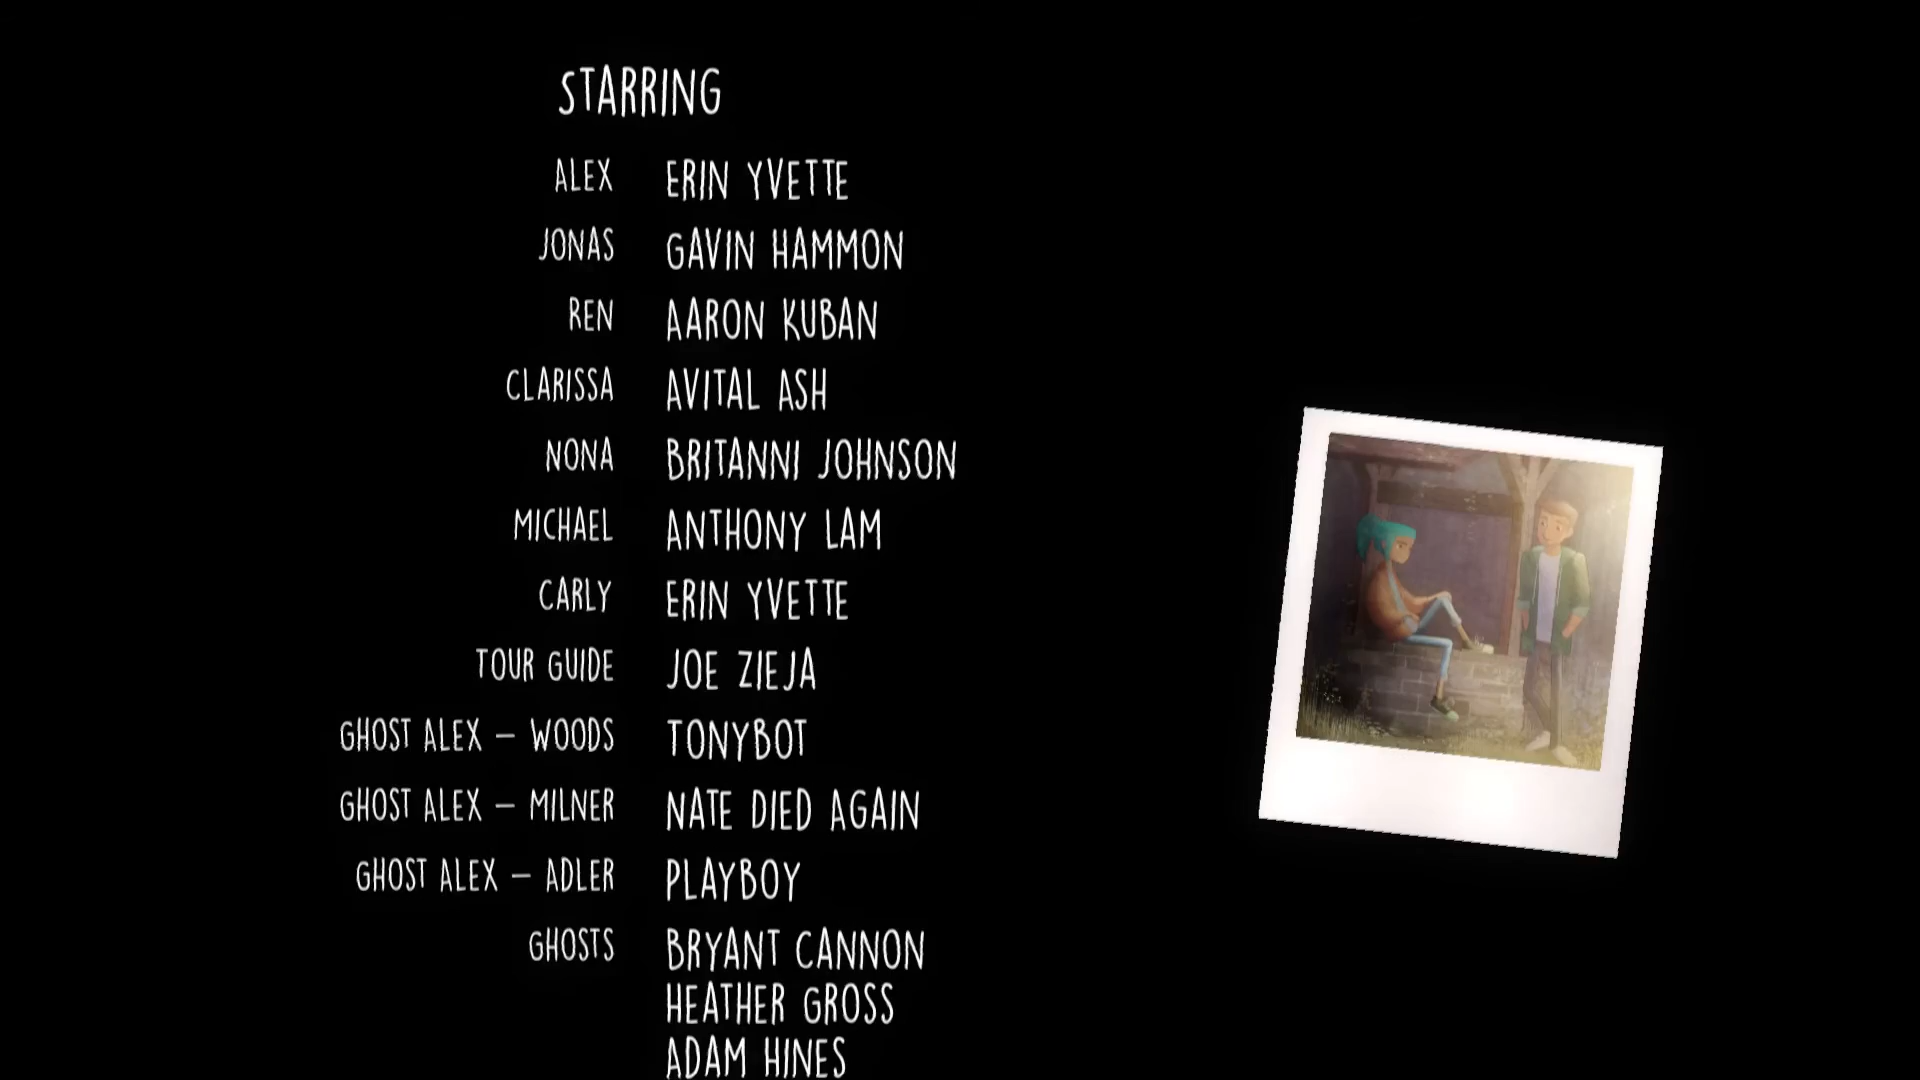 STARRING
ALEX ERIN YVETTE
JONAS GAVIN HAMMON
REN AARON KUBAN
CLARISSA AVITAL ASH
NONA BRITANNI JOHNSON
MICHAEL ANTHONY LAM
CARLY ERIN YVETTE
TOUR GUIDE JOE ZIEJA
GHOST ALEX – WOODS TONYBOT
GHOST ALEX – MILNER NATE DIED AGAIN
GHOST ALEX – ADLER PLAYBOY
GHOSTS BRYANT CANNON
HEATHER GROSS
ADAM HINES